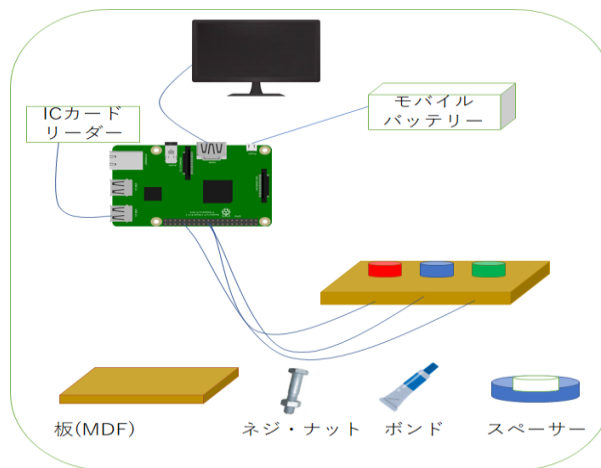 ICカード
リーダー
モバイル
バッテリー
板(MDF)
ネジ・ナット
ボンド
スペーサー